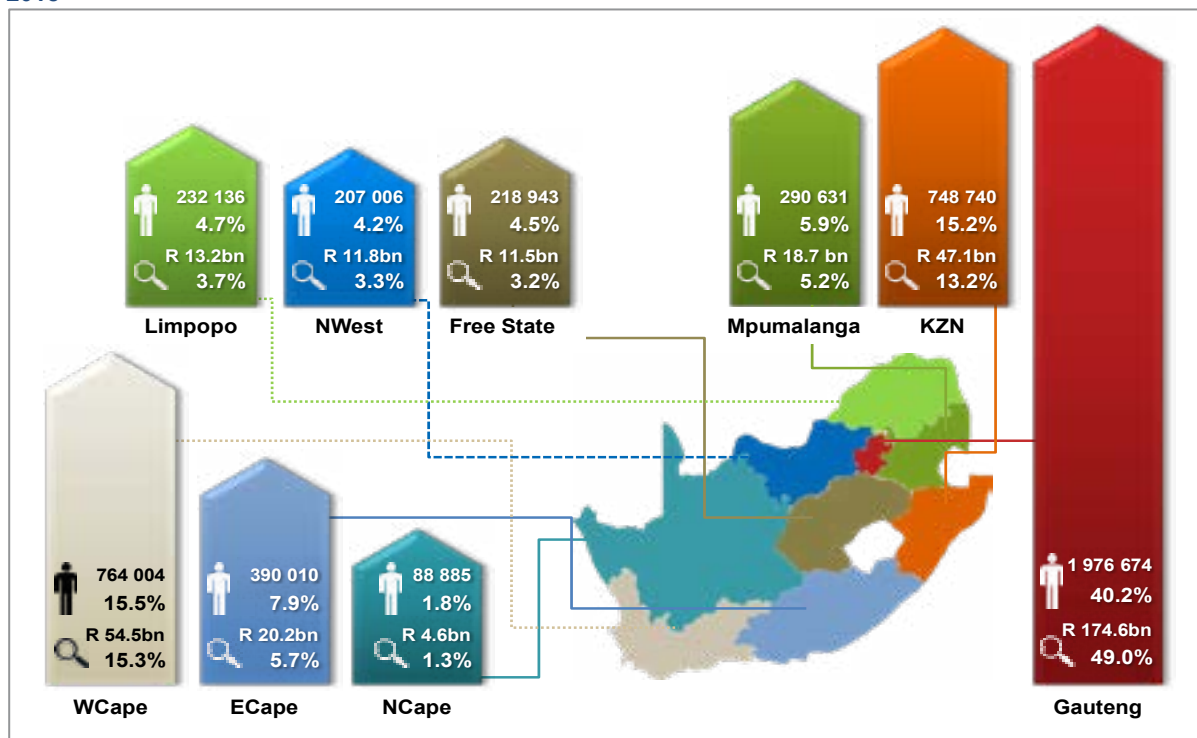 232 136
4.7%
R 13.2bn
3.7%
Limpopo
207 006
4.2%
R 11.8bn
3.3%
NWest
218 943
4.5%
R 11.5bn
3.2%
Free State
290 631
5.9%
R 18.7 bn
5.2%
Mpumalanga
748 740
15.2%
R 47.1bn
13.2%
KZN
764 004
15.5%
R 54.5bn
15.3%
WCape
390 010
7.9%
R 20.2bn
5.7%
ECape
88 885
1.8%
R 4.6bn
1.3%
NCape
1 976 674
40.2%
R 174.6bn
49.0%
Gauteng